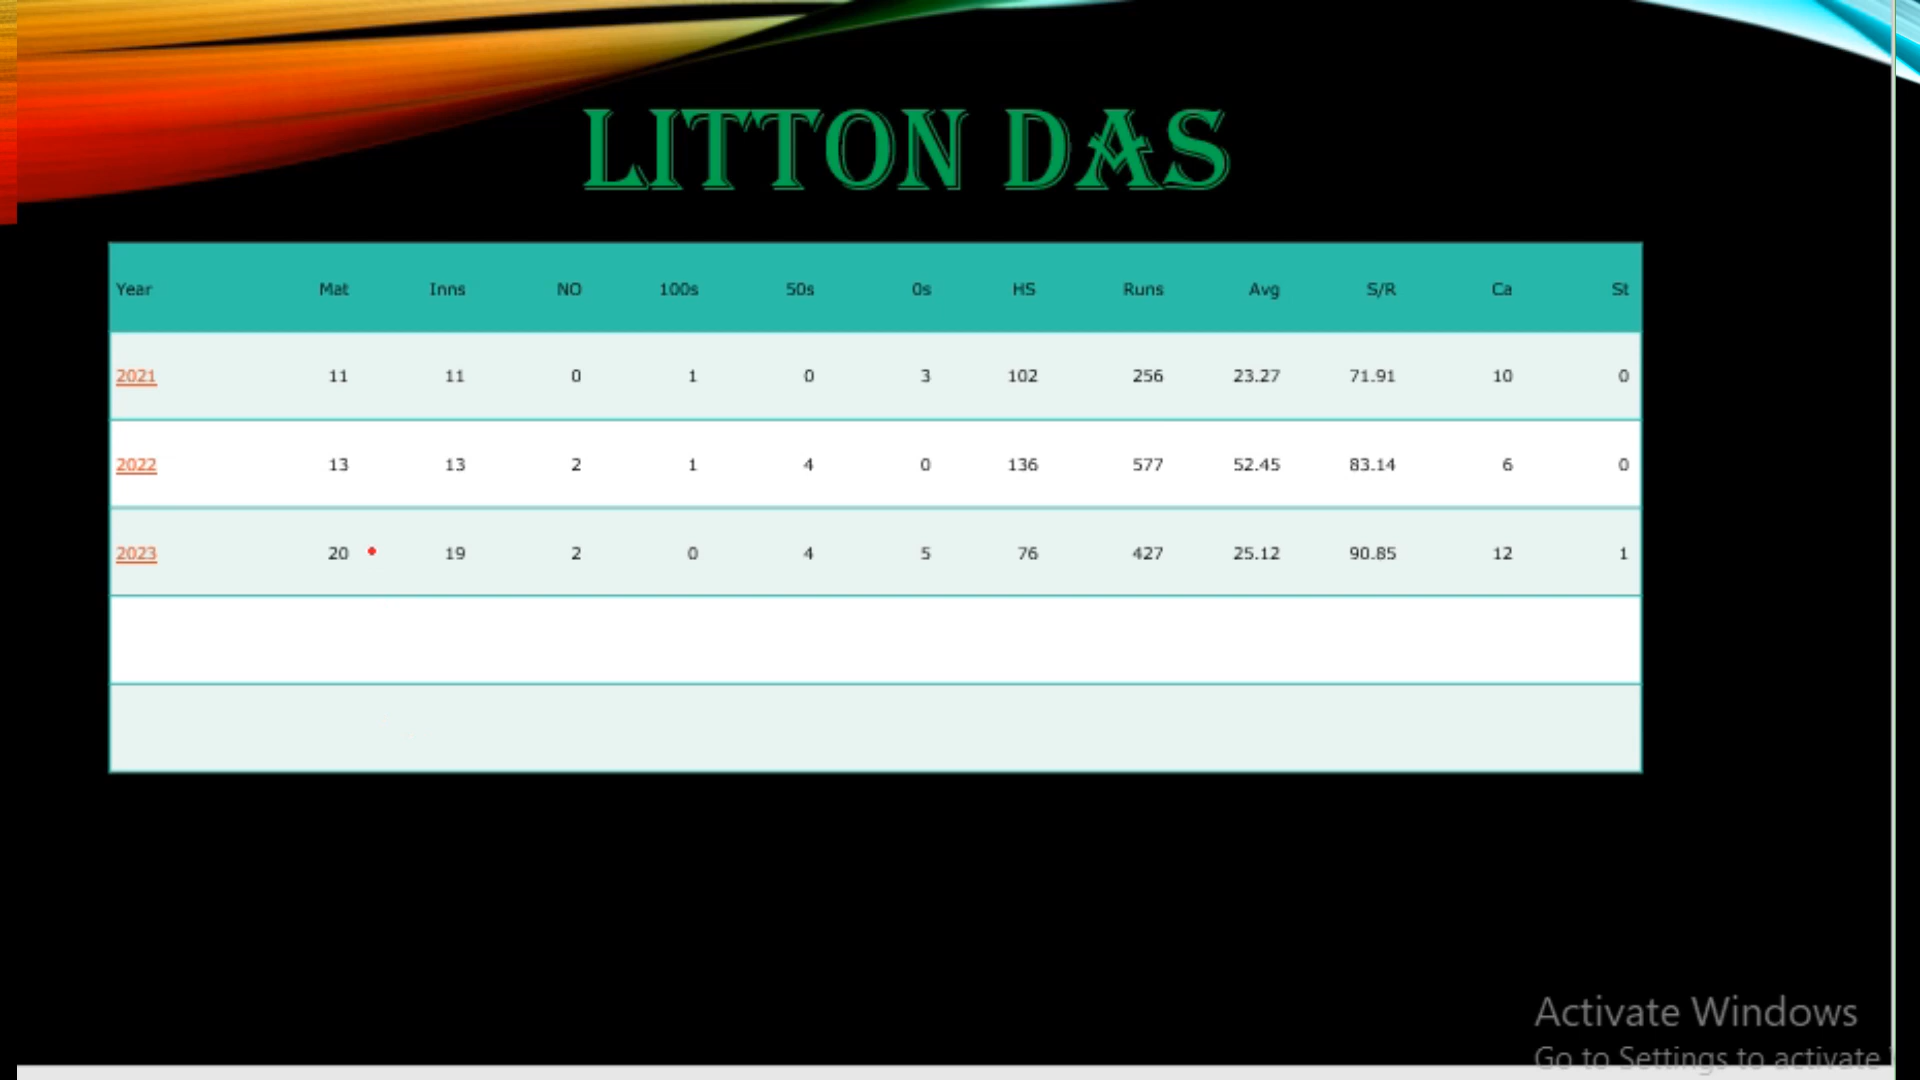 LITTON DAS
Year Mat Inns NO 100s 50s 0s HS Runs Avg S/R Ca St
2021 11 11 0 1 0 3 102 256 23.27 71.91 10 0
2022 13 13 2 1 4 0 136 577 52.45 83.14 6 0
2023 20 19 2 0 4 5 76 427 25.12 90.85 12 1
Activate Windows
Go to Settings to activate